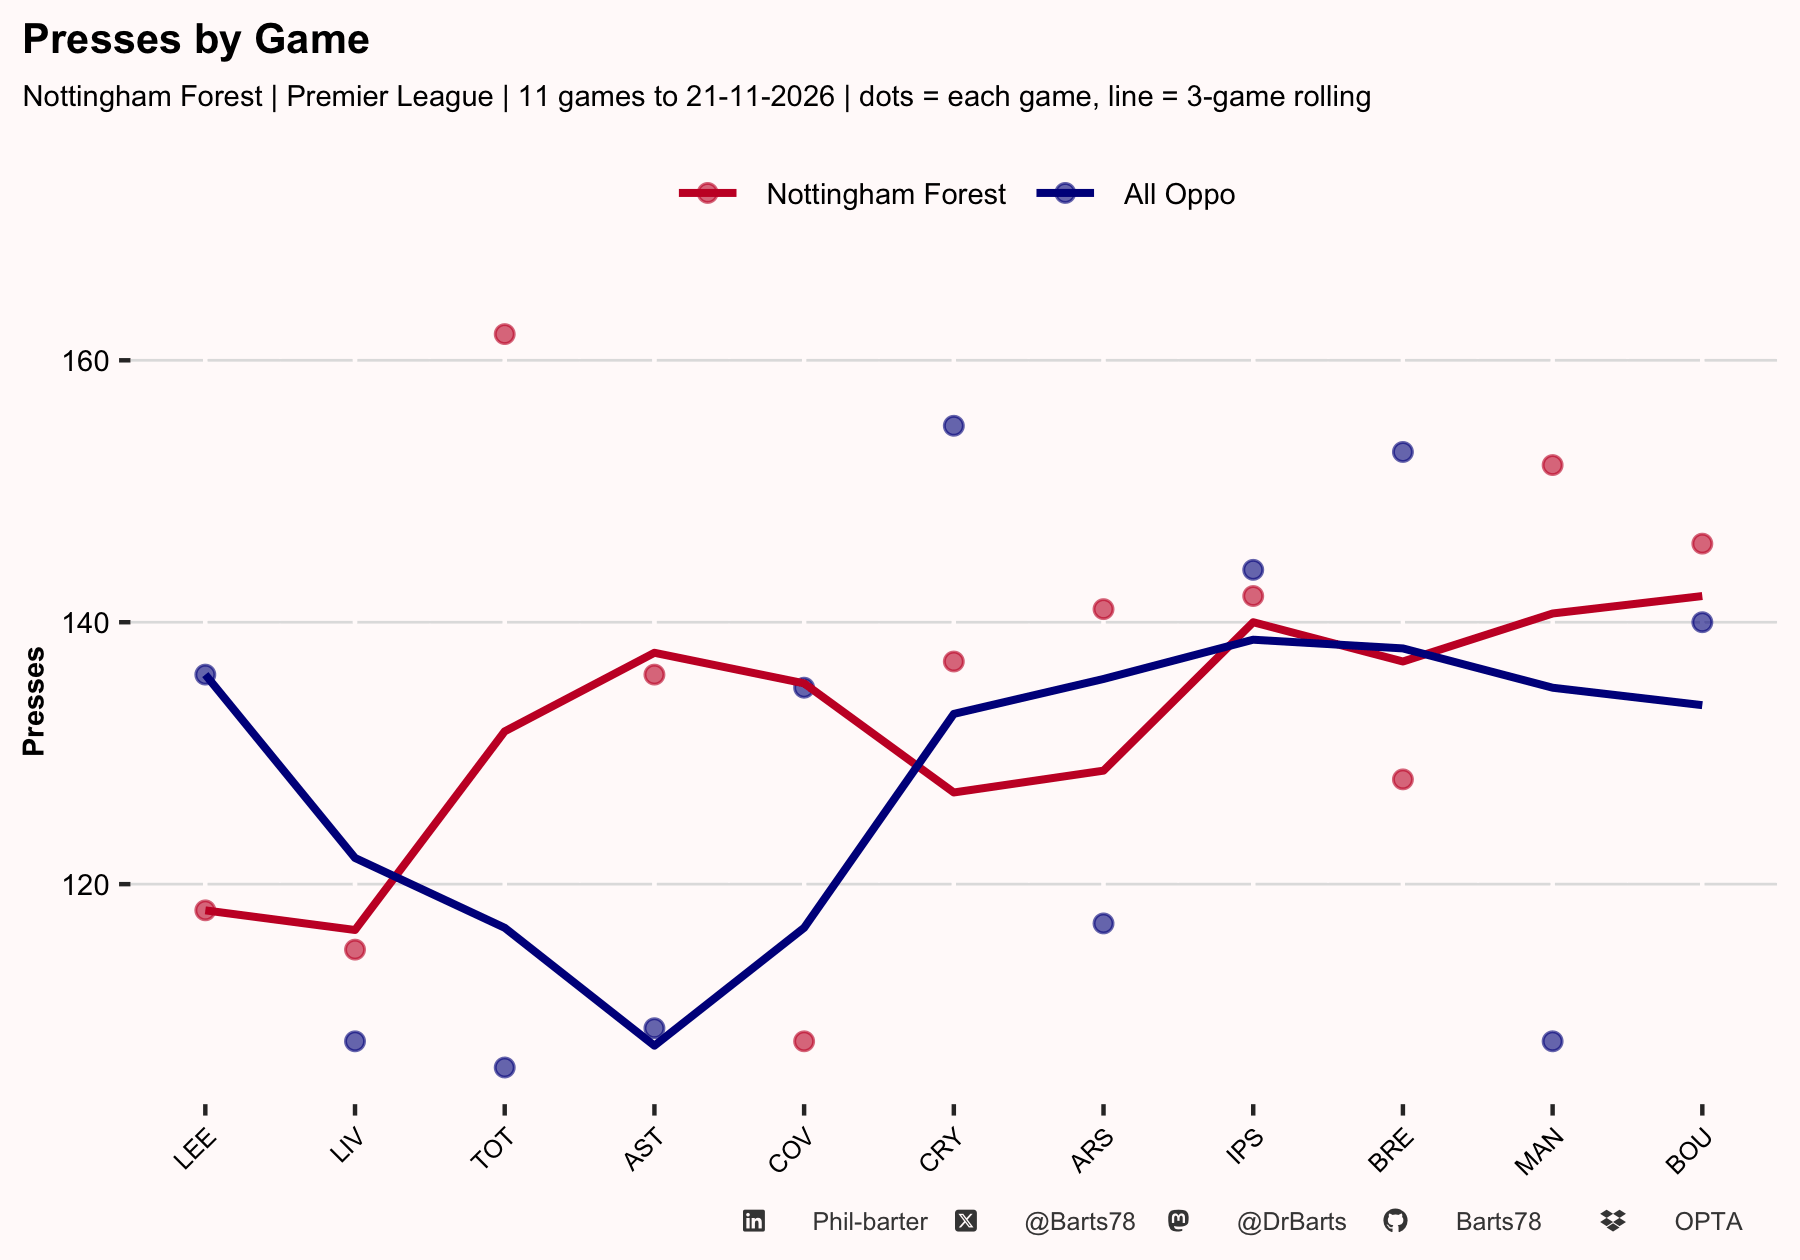 Presses by Game
Nottingham Forest | Premier League | 11 games to 21-11-2026 | dots = each game, line = 3-game rolling
Nottingham Forest All Oppo
160
140
120
Presses
LEE LIV TOT AST COV CRY ARS IPS BRE MAN BOU
Phil-barter @Barts78 @DrBarts Barts78 OPTA